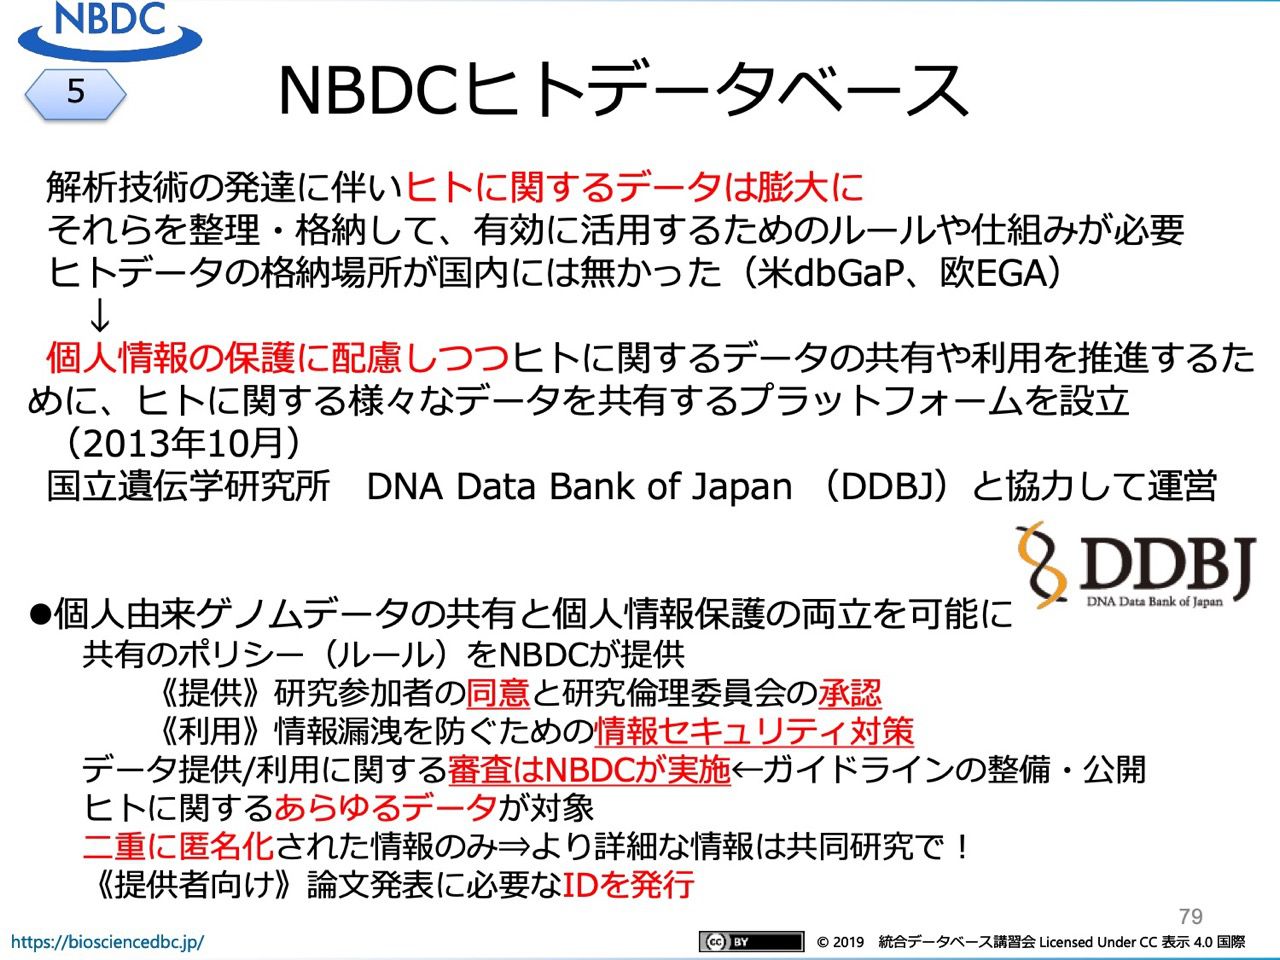 NBDC
5
NBDCヒトデータベース
解析技術の発達に伴いヒトに関するデータは膨大に
それらを整理・格納して、有効に活用するためのルールや仕組みが必要
ヒトデータの格納場所が国内には無かった（米dbGaP、欧EGA）
↓
個人情報の保護に配慮しつつヒトに関するデータの共有や利用を推進するた
めに、ヒトに関する様々なデータを共有するプラットフォームを設立
（2013年10月）
国立遺伝学研究所　DNA Data Bank of Japan （DDBJ）と協力して運営
DDBJ
DNA Data Bank of Japan
●個人由来ゲノムデータの共有と個人情報保護の両立を可能に
共有のポリシー（ルール）をNBDCが提供
《提供》研究参加者の同意と研究倫理委員会の承認
《利用》情報漏洩を防ぐための情報セキュリティ対策
データ提供/利用に関する審査はNBDCが実施←ガイドラインの整備・公開
ヒトに関するあらゆるデータが対象
二重に匿名化された情報のみ⇒より詳細な情報は共同研究で！
《提供者向け》論文発表に必要なIDを発行
79
https://biosciencedbc.jp/
cc BY
© 2019　統合データベース講習会 Licensed Under CC 表示 4.0 国際